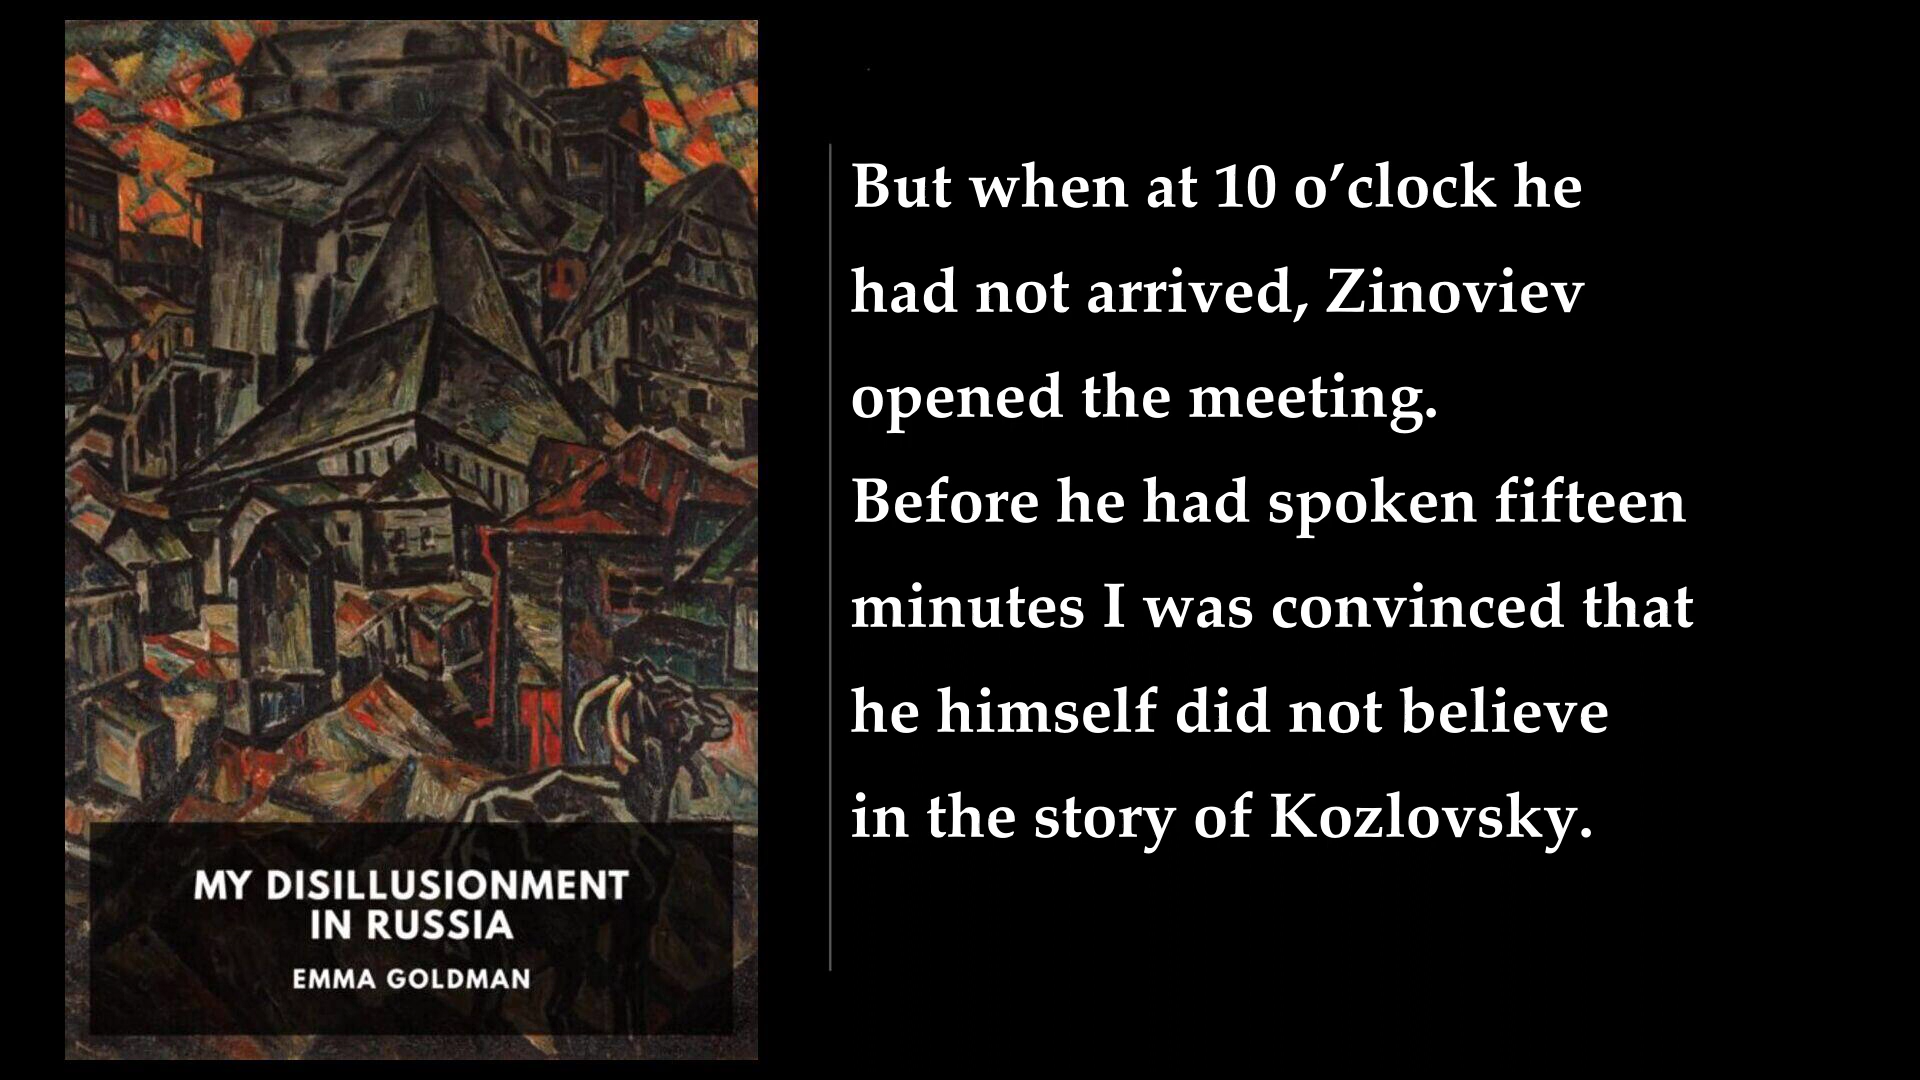 But when at 10 o’clock he
had not arrived, Zinoviev
opened the meeting.
Before he had spoken fifteen
minutes I was convinced that
he himself did not believe
in the story of Kozlovsky.
MY DISILLUSIONMENT
IN RUSSIA
EMMA GOLDMAN